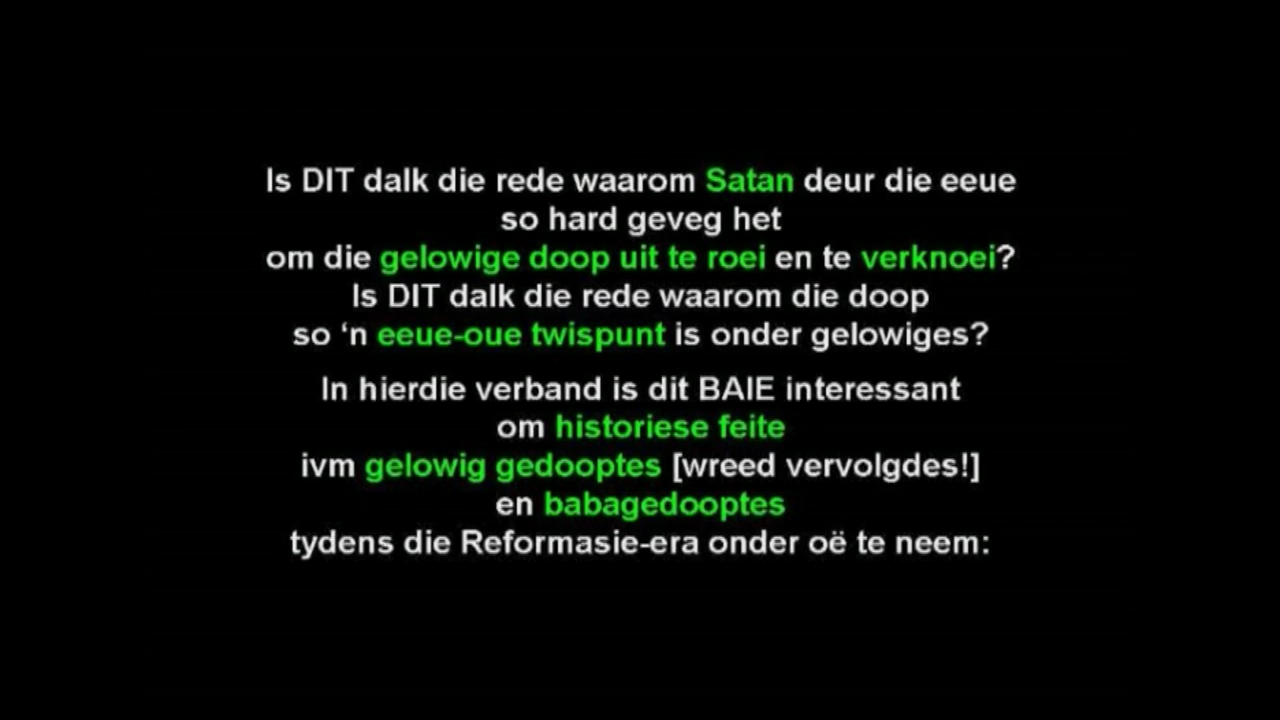 Is DIT dalk die rede waarom Satan deur die eeue
so hard geveg het
om die gelowige doop uit te roei en te verknoei?
Is DIT dalk die rede waarom die doop
so ‘n eeue-oue twispunt is onder gelowiges?
In hierdie verband is dit BAIE interessant
om historiese feite
ivm gelowig gedooptes [wreed vervolgdes!]
en babagedooptes
tydens die Reformasie-era onder oë te neem: